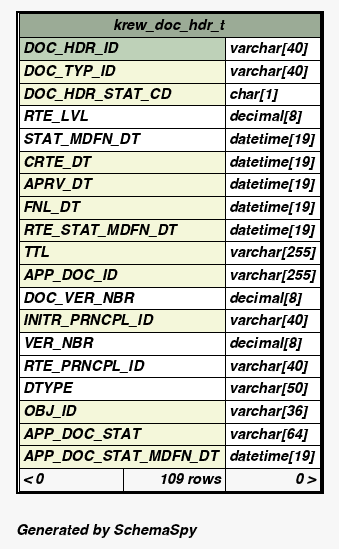 krew_doc_hdr_t
DOC_HDR_ID varchar[40]
DOC_TYP_ID varchar[40]
DOC_HDR_STAT_CD char[1]
RTE_LVL decimal[8]
STAT_MDFN_DT datetime[19]
CRTE_DT datetime[19]
APRV_DT datetime[19]
FNL_DT datetime[19]
RTE_STAT_MDFN_DT datetime[19]
TTL varchar[255]
APP_DOC_ID varchar[255]
DOC_VER_NBR decimal[8]
INITR_PRNCPL_ID varchar[40]
VER_NBR decimal[8]
RTE_PRNCPL_ID varchar[40]
DTYPE varchar[50]
OBJ_ID varchar[36]
APP_DOC_STAT varchar[64]
APP_DOC_STAT_MDFN_DT datetime[19]
< 0 109 rows 0 >
Generated by SchemaSpy